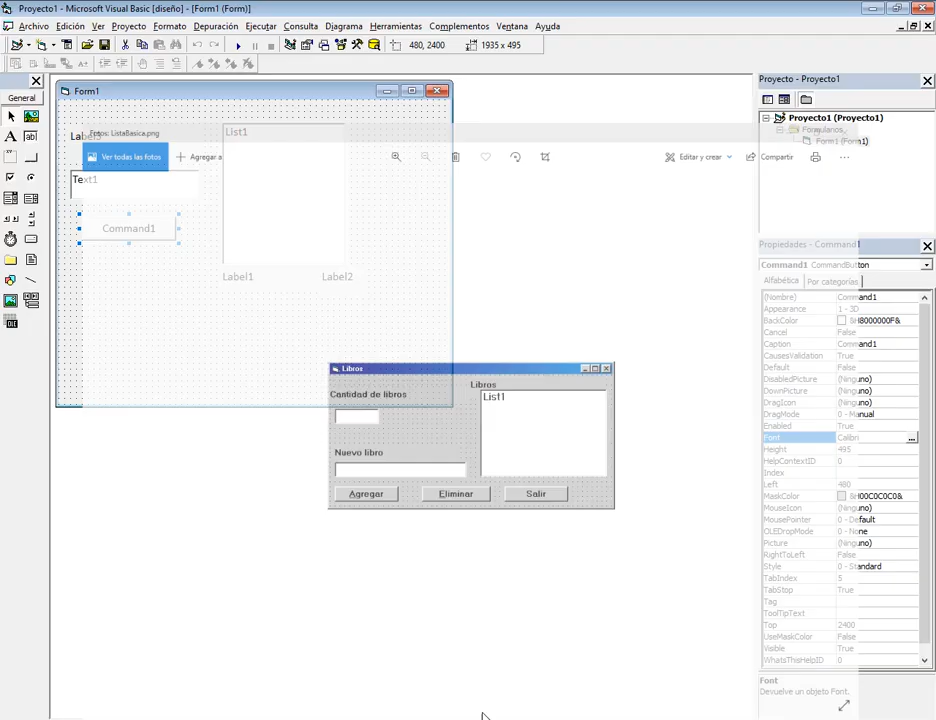 Proyecto1 - Microsoft Visual Basic [diseño] - [Form1 (Form)]
Archivo Edición Ver Proyecto Formato Depuración Ejecutar Consulta Diagrama Herramientas Complementos Ventana Ayuda
480, 2400 1935 x 495
General
A ab|
Form1
Fotos: ListaBasica.png
Ver todas las fotos
Agregar a
Editar y crear
Compartir
List1
Text1
Command1
Label1 Label2
Libros
Cantidad de libros
Libros
List1
Nuevo libro
Agregar Eliminar Salir
Proyecto - Proyecto1
Proyecto1 (Proyecto1)
Formularios
Form1 (Form1)
Propiedades - Command1
Command1 CommandButton
Alfabética Por categorías
(Nombre) Command1
Appearance 1 - 3D
BackColor &H8000000F&
Cancel False
Caption Command1
CausesValidation True
Default False
DisabledPicture (Ninguno)
DownPicture (Ninguno)
DragIcon (Ninguno)
DragMode 0 - Manual
Enabled True
Font Calibri ...
Height 495
HelpContextID 0
Index
Left 480
MaskColor &H00C0C0C0&
MouseIcon (Ninguno)
MousePointer 0 - Default
OLEDropMode 0 - None
Picture (Ninguno)
RightToLeft False
Style 0 - Standard
TabIndex 5
TabStop True
Tag
ToolTipText
Top 2400
UseMaskColor False
Visible True
WhatsThisHelpID 0
Font
Devuelve un objeto Font.